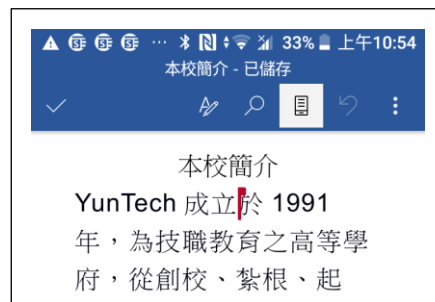 33% 上午10:54
本校簡介 - 已儲存
本校簡介
YunTech 成立於 1991
年，為技職教育之高等學
府，從創校、紮根、起